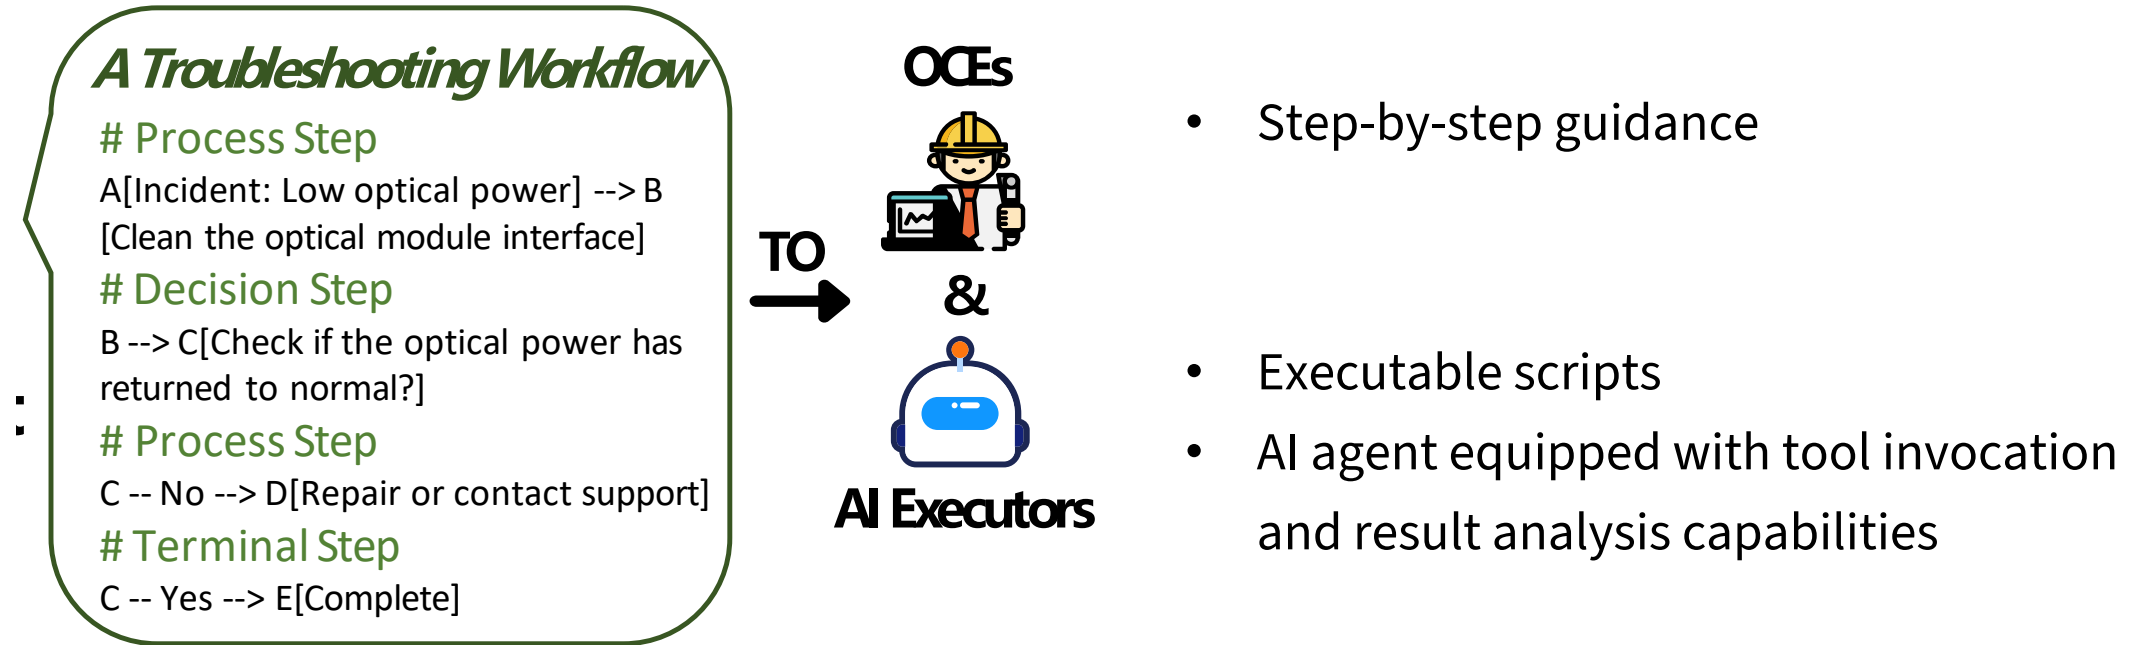 A Troubleshooting Workflow
# Process Step
A[Incident: Low optical power] --> B
[Clean the optical module interface]
# Decision Step
B --> C[Check if the optical power has
returned to normal?]
# Process Step
C -- No --> D[Repair or contact support]
# Terminal Step
C -- Yes --> E[Complete]
:
TO
OCEs
&
AI Executors
• Step-by-step guidance
• Executable scripts
• AI agent equipped with tool invocation
and result analysis capabilities